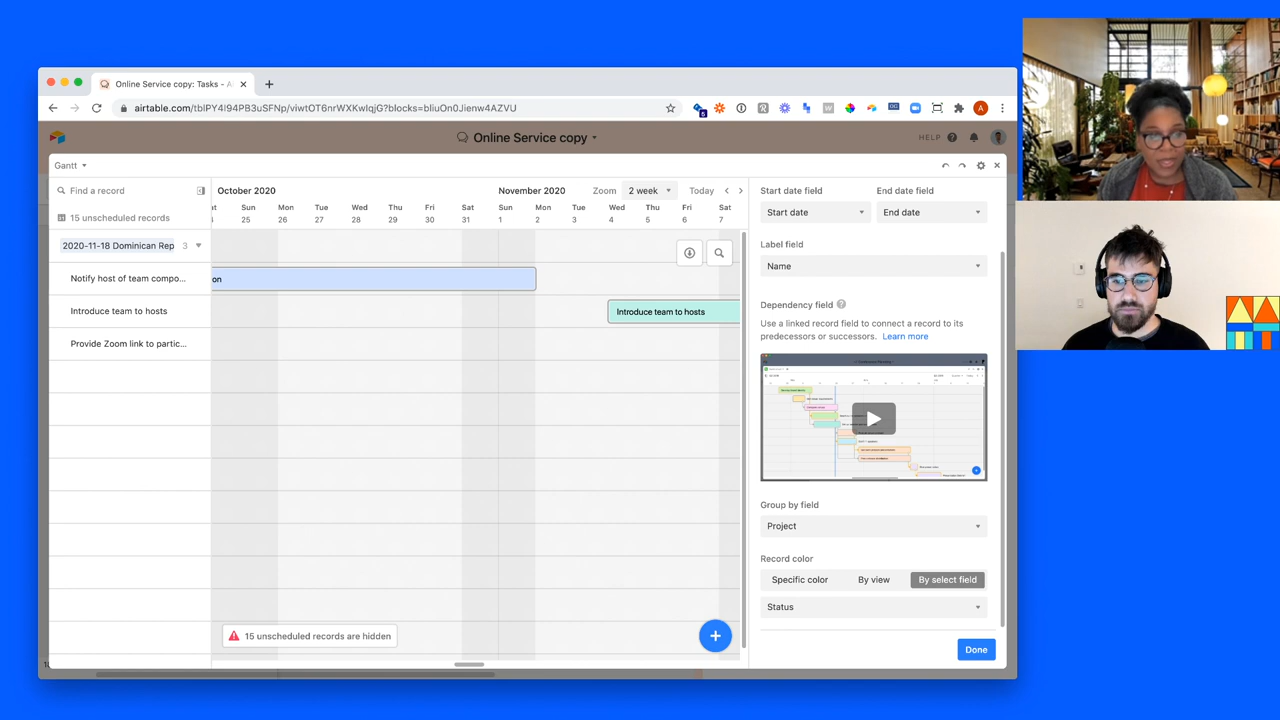 Online Service copy: Tasks - A
airtable.com/tblPY4I94PB3uSFNp/viwtOT6nrWXKwlqjG?blocks=bliuOn0Jienw4AZVU
5
A
Online Service copy
HELP
Gantt
Find a record
October 2020
November 2020
Zoom
2 week
Today
15 unscheduled records
at Sun Mon Tue Wed Thu Fri Sat Sun Mon Tue Wed Thu Fri Sat
4 25 26 27 28 29 30 31 1 2 3 4 5 6 7
2020-11-18 Dominican Rep 3
Notify host of team compo...
on
Introduce team to hosts
Introduce team to hosts
Provide Zoom link to partic...
15 unscheduled records are hidden
Start date field
End date field
Start date
End date
Label field
Name
Dependency field
Use a linked record field to connect a record to its
predecessors or successors. Learn more
Group by field
Project
Record color
Specific color
By view
By select field
Status
Done